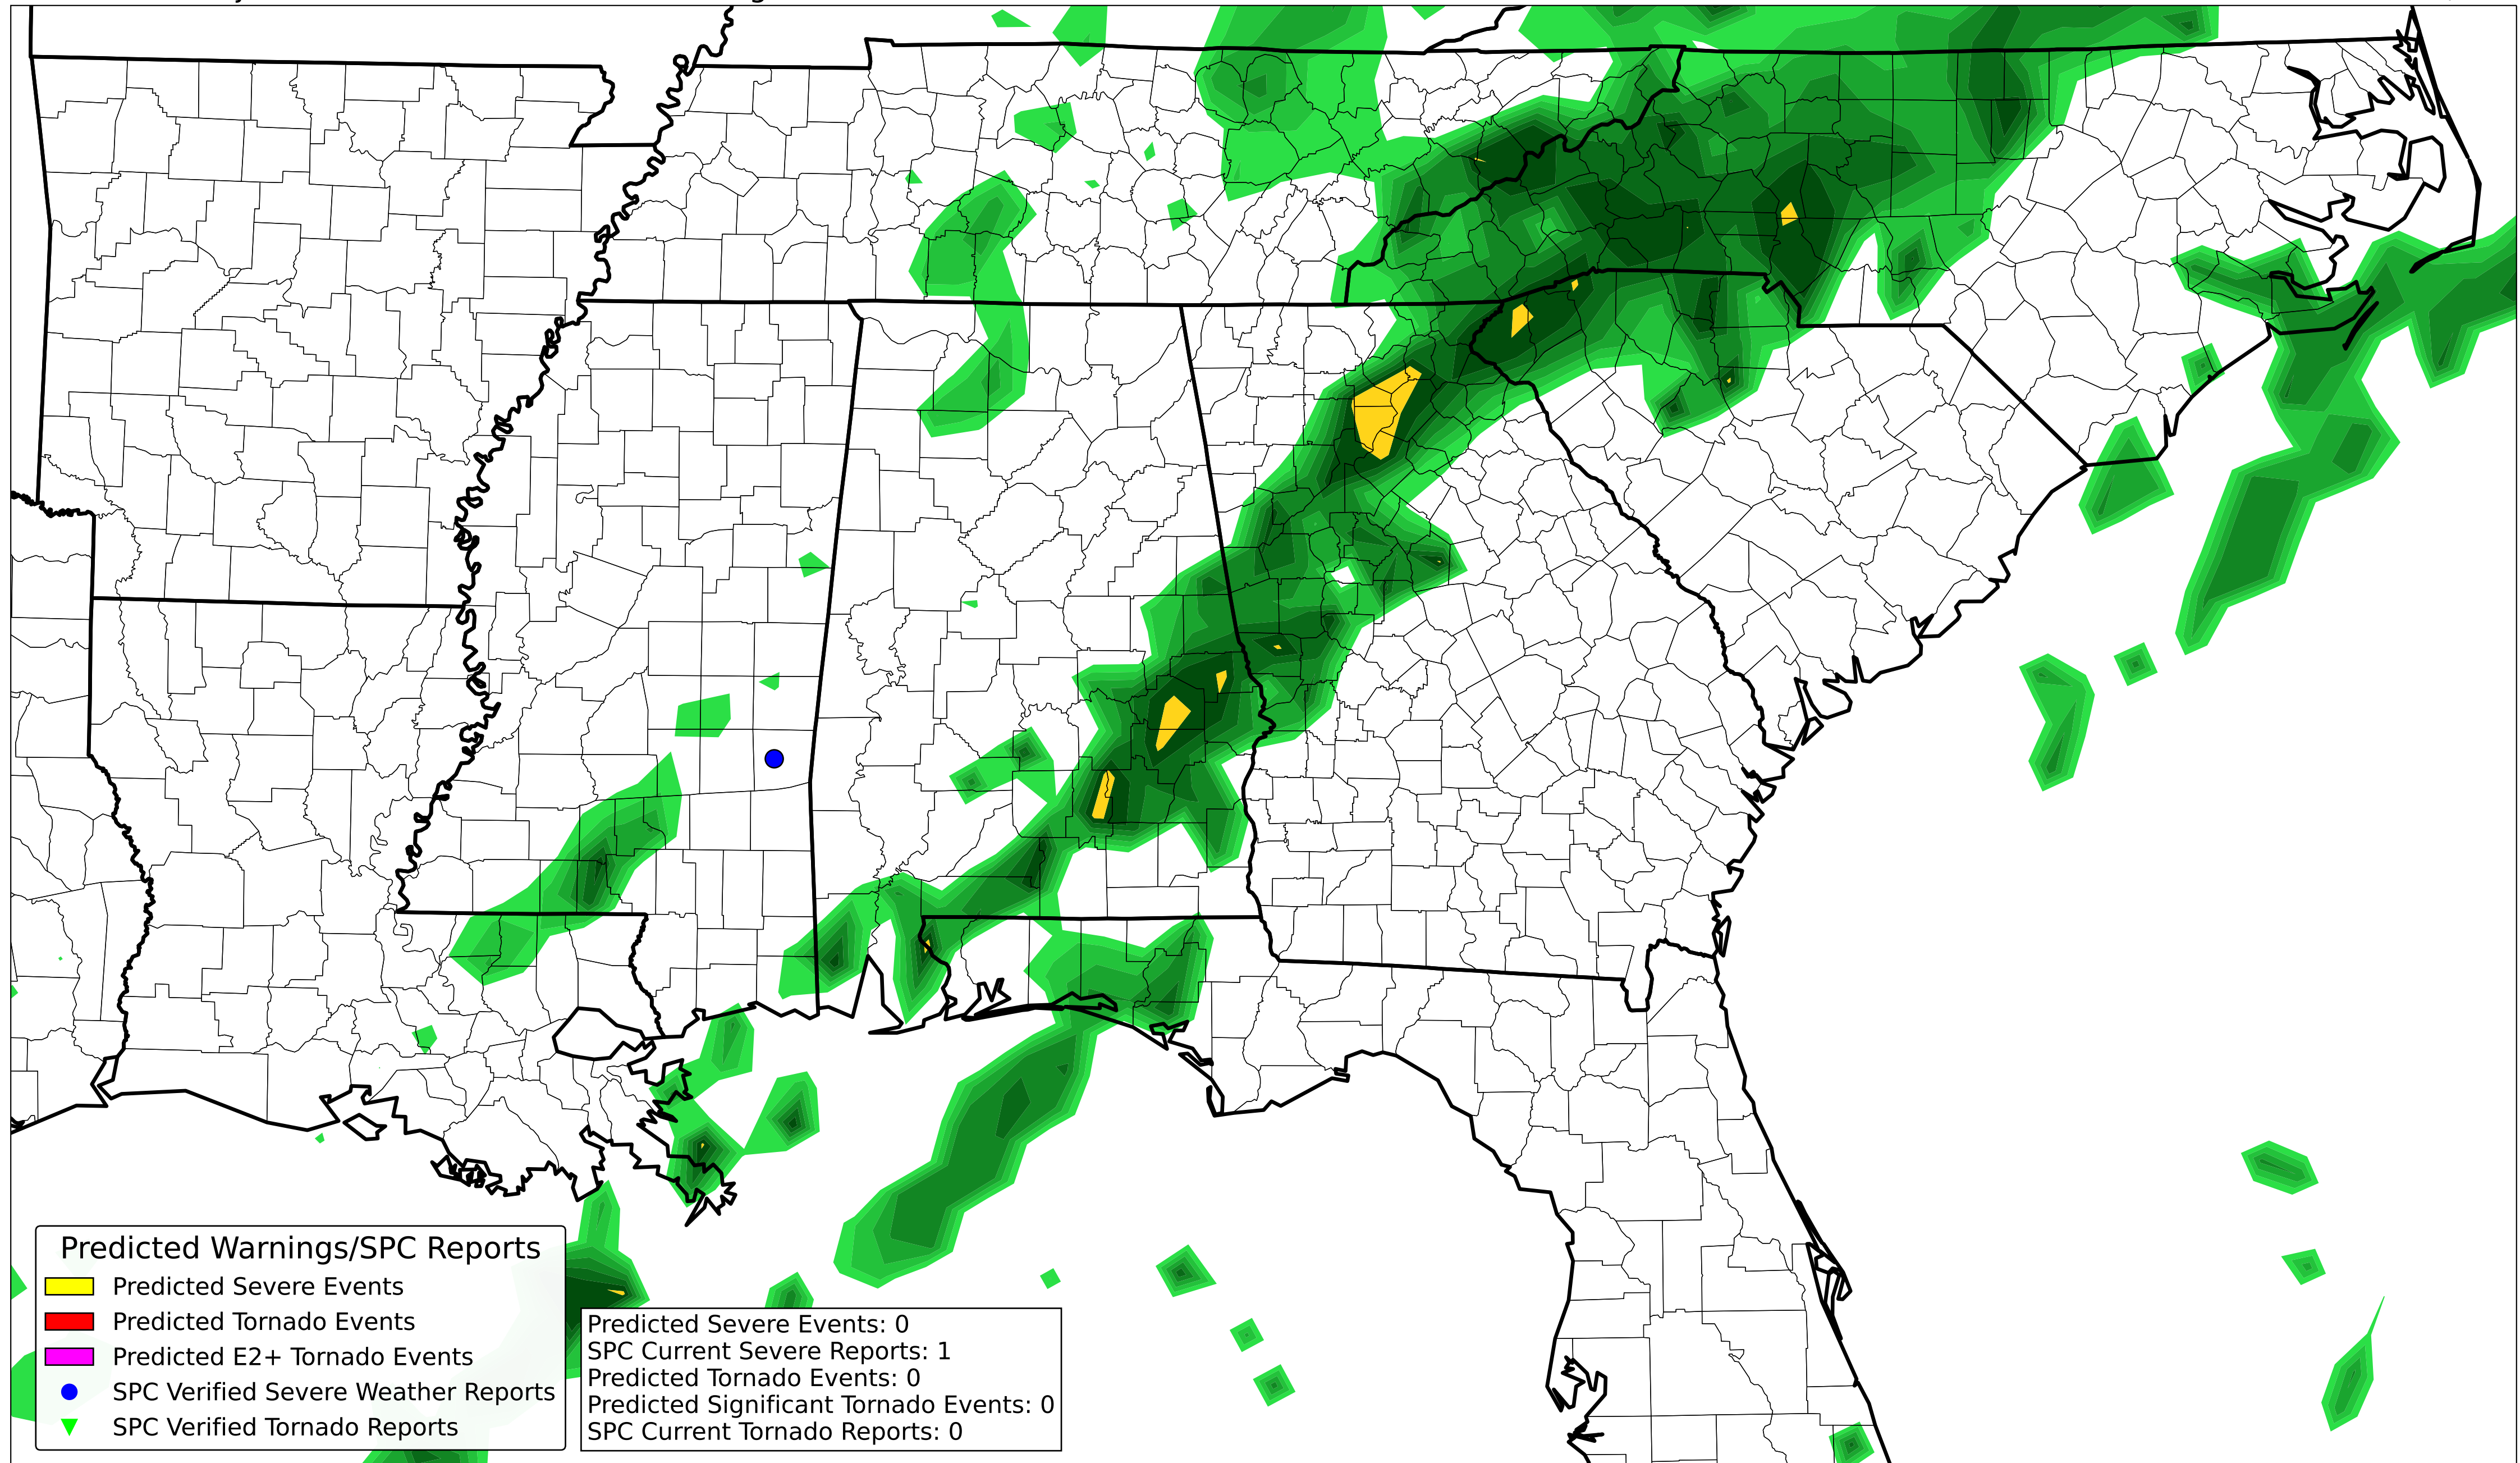 Predicted Warnings/SPC Reports
Predicted Severe Events
Predicted Tornado Events
Predicted E2+ Tornado Events
SPC Verified Severe Weather Reports
SPC Verified Tornado Reports
Predicted Severe Events: 0
SPC Current Severe Reports: 1
Predicted Tornado Events: 0
Predicted Significant Tornado Events: 0
SPC Current Tornado Reports: 0